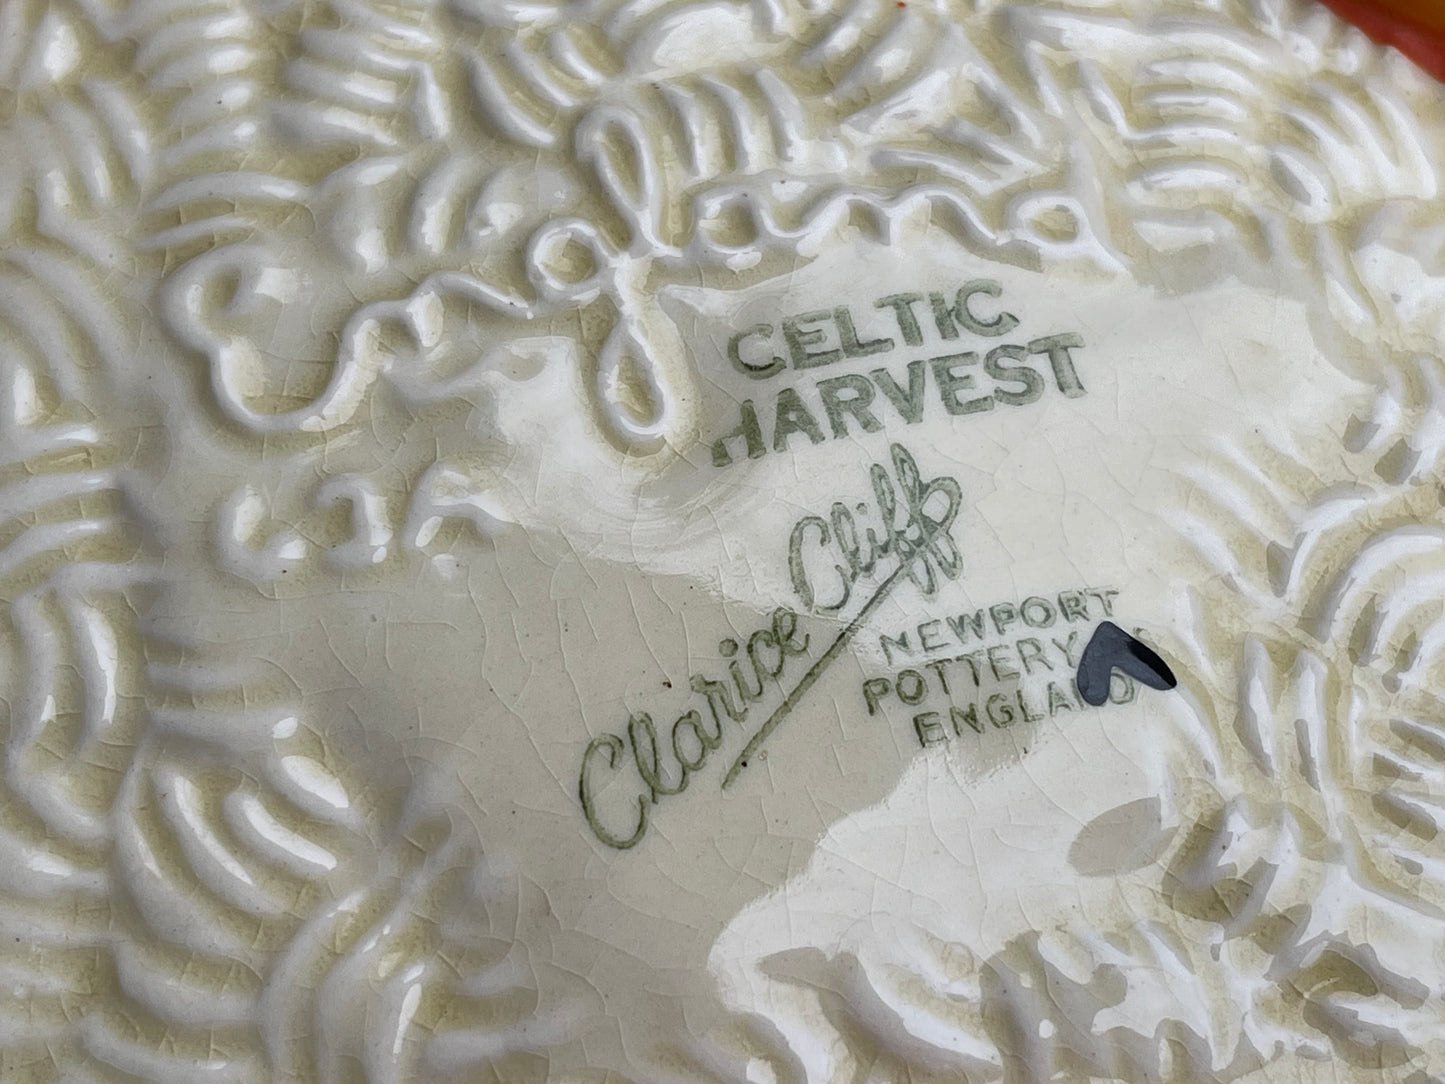 England
CELTIC
HARVEST
Clarice Cliff
NEWPORT
POTTERY
ENGLAND